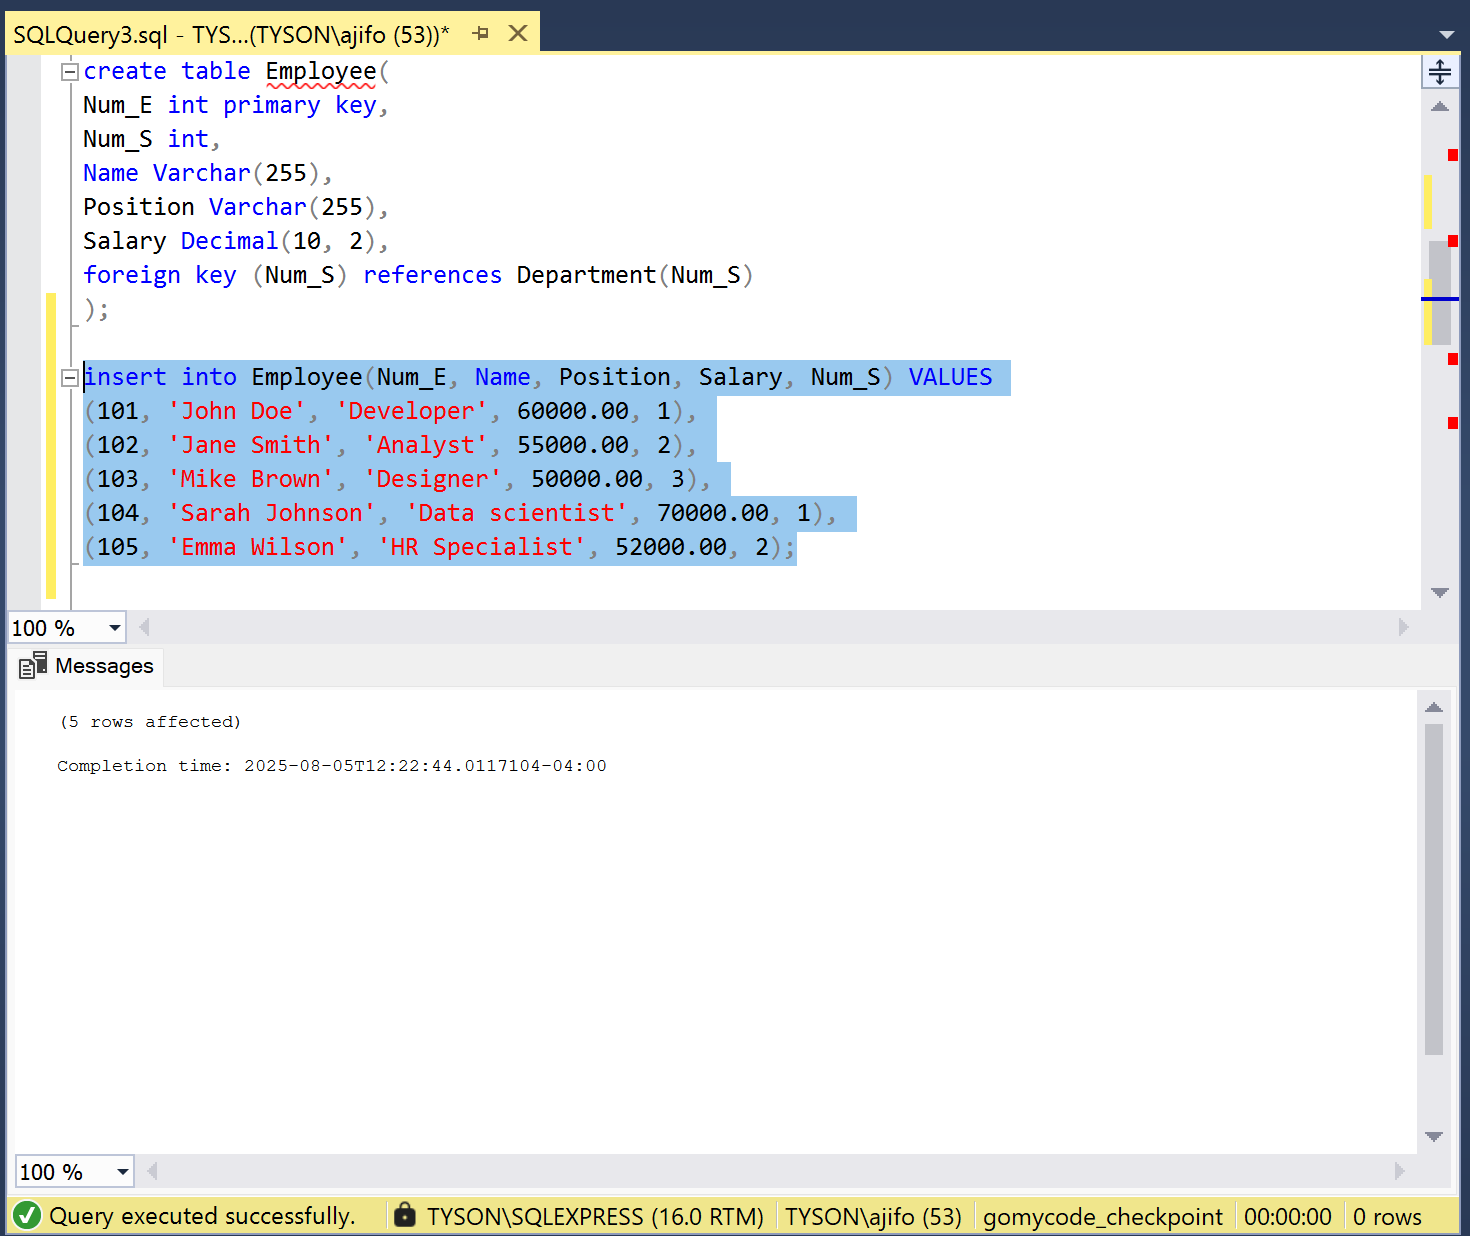 SQLQuery3.sql - TYS...(TYSON\ajifo (53))*
create table Employee(
Num_E int primary key,
Num_S int,
Name Varchar(255),
Position Varchar(255),
Salary Decimal(10, 2),
foreign key (Num_S) references Department(Num_S)
);
insert into Employee(Num_E, Name, Position, Salary, Num_S) VALUES
(101, 'John Doe', 'Developer', 60000.00, 1),
(102, 'Jane Smith', 'Analyst', 55000.00, 2),
(103, 'Mike Brown', 'Designer', 50000.00, 3),
(104, 'Sarah Johnson', 'Data scientist', 70000.00, 1),
(105, 'Emma Wilson', 'HR Specialist', 52000.00, 2);
100 %
Messages
(5 rows affected)
Completion time: 2025-08-05T12:22:44.0117104-04:00
100 %
Query executed successfully. TYSON\SQLEXPRESS (16.0 RTM) TYSON\ajifo (53) gomycode_checkpoint 00:00:00 0 rows